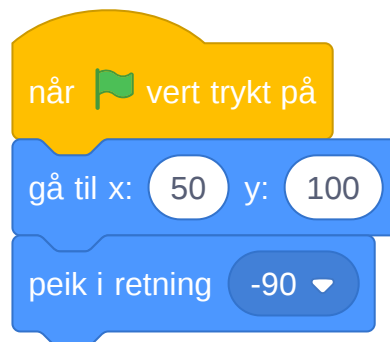 når vert trykt på
gå til x: 50 y: 100
peik i retning -90